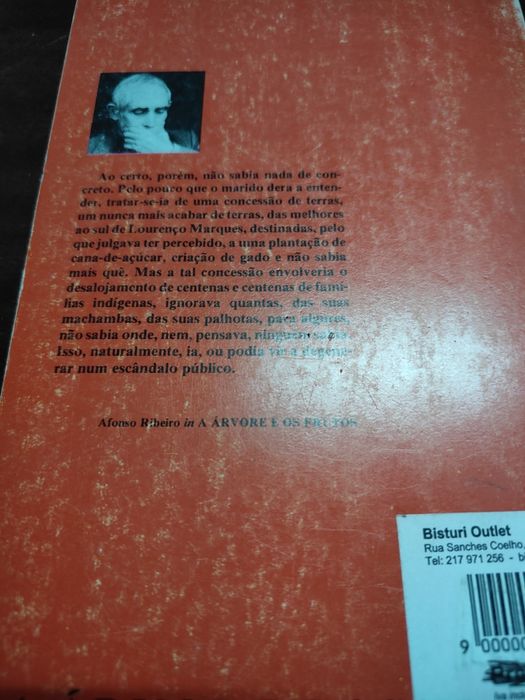 Ao certo, porém, não sabia nada de con-
creto. Pelo pouco que o marido dera a enten-
der, tratar-se-ia de uma concessão de terras,
um nunca mais acabar de terras, das melhores
ao sul de Lourenço Marques, destinadas, pelo
que julgava ter percebido, a uma plantação de
cana-de-açúcar, criação de gado e não sabia
mais quê. Mas a tal concessão envolveria o
desalojamento de centenas e centenas de famí-
lias indígenas, ignorava quantas, das suas
machambas, das suas palhotas, para algures,
não sabia onde, nem, pensava, ninguém sabia.
Isso, naturalmente, ia, ou podia vir a degene-
rar num escândalo público.
Afonso Ribeiro in A ÁRVORE E OS FRUTOS
Bisturi Outlet
Rua Sanches Coelho,
Tel: 217 971 256 - b
9 00000